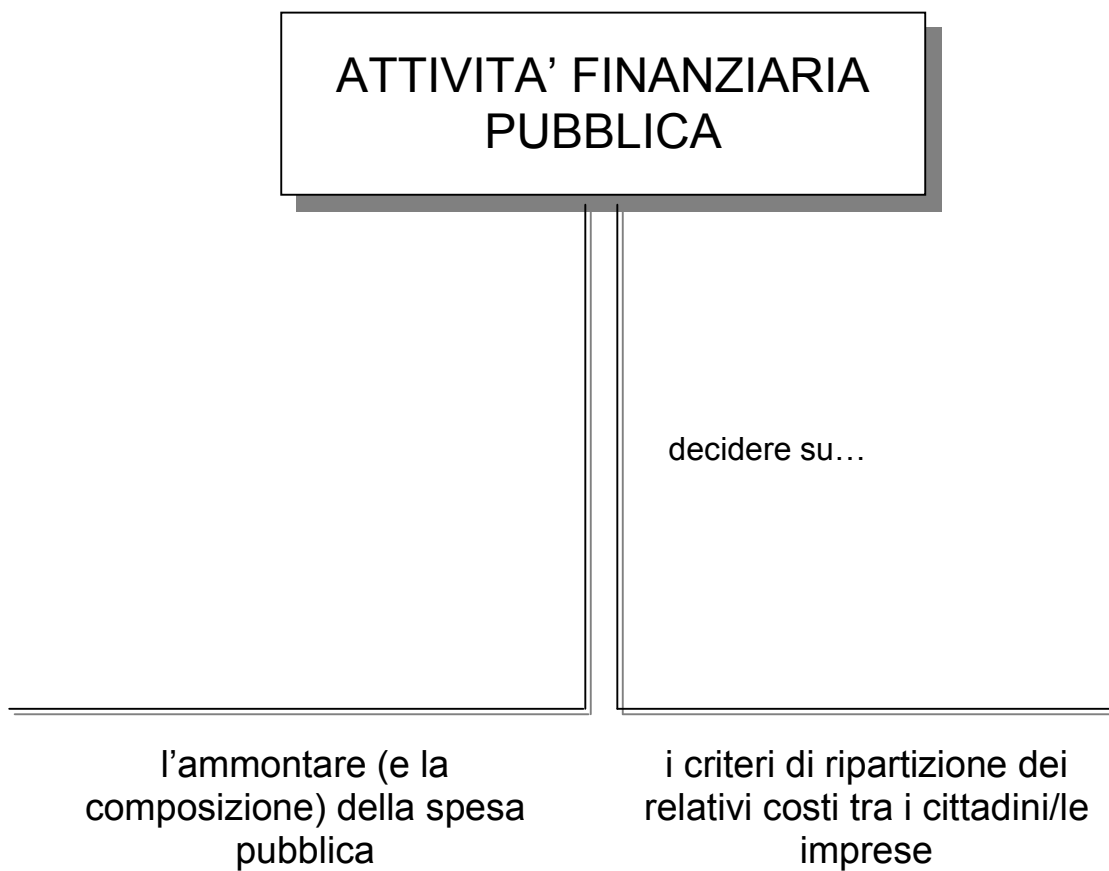 ATTIVITA’ FINANZIARIA
PUBBLICA
decidere su…
l’ammontare (e la
composizione) della spesa
pubblica
i criteri di ripartizione dei
relativi costi tra i cittadini/le
imprese